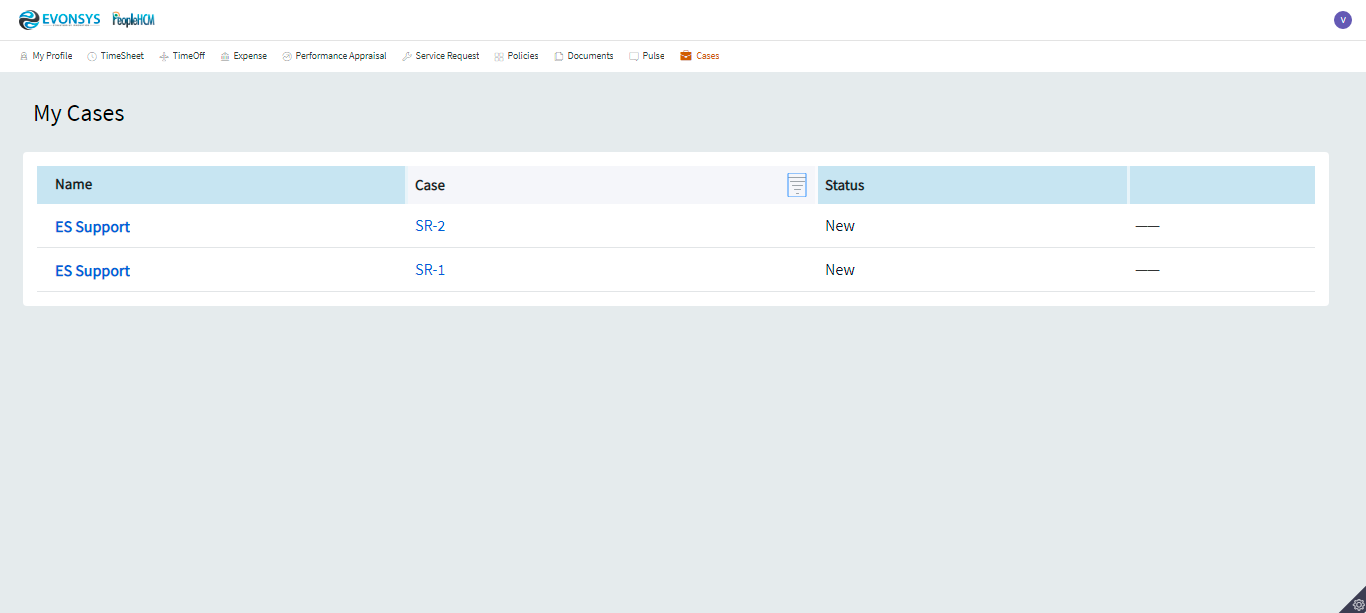 EVONSYS PeopleHCM
V
My Profile TimeSheet TimeOff Expense Performance Appraisal Service Request Policies Documents Pulse Cases
My Cases
Name Case Status
ES Support SR-2 New ——
ES Support SR-1 New ——